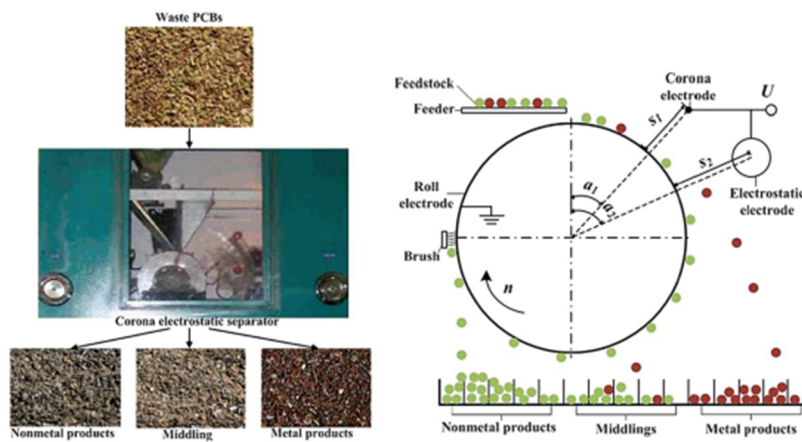 Waste PCBs
Corona electrostatic separator
Nonmetal products
Middling
Metal products
Feedstock
Feeder
Corona
electrode
U
S1
S2
a1
a2
Roll
electrode
Electrostatic
electrode
Brush
n
Nonmetal products
Middlings
Metal products